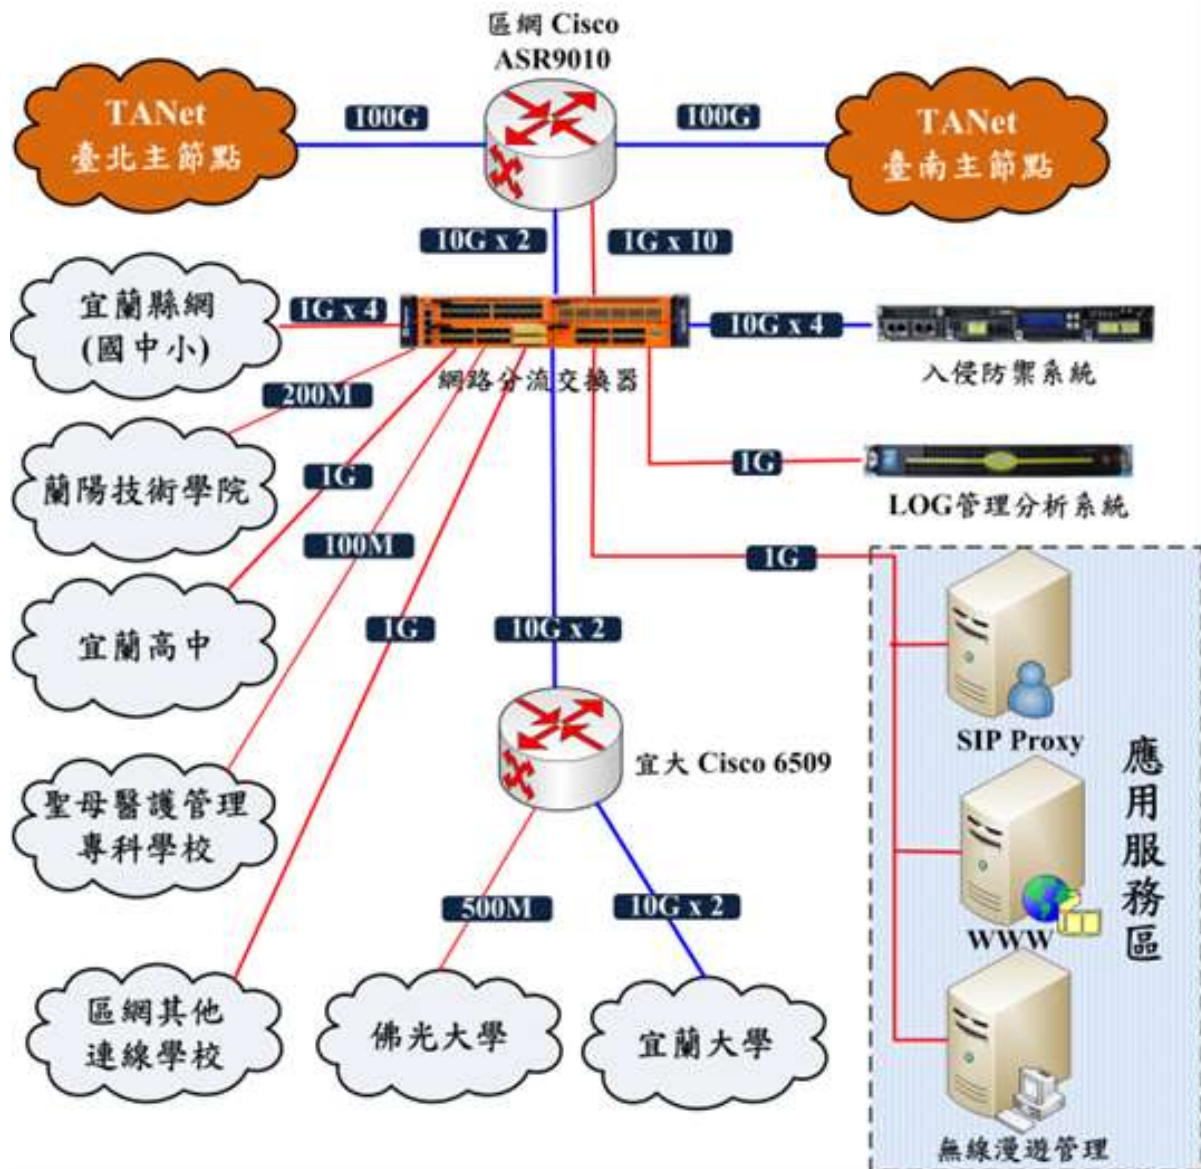 區網 Cisco
ASR9010
TANet
臺北主節點
100G
100G
TANet
臺南主節點
10G x 2
1G x 10
宜蘭縣網
(國中小)
1G x 4
10G x 4
網路分流交換器
入侵防禦系統
200M
蘭陽技術學院
1G
1G
LOG管理分析系統
100M
1G
宜蘭高中
1G
10G x 2
SIP Proxy
宜大 Cisco 6509
應用服務區
聖母醫護管理
專科學校
500M
10G x 2
WWW
區網其他
連線學校
佛光大學
宜蘭大學
無線漫遊管理